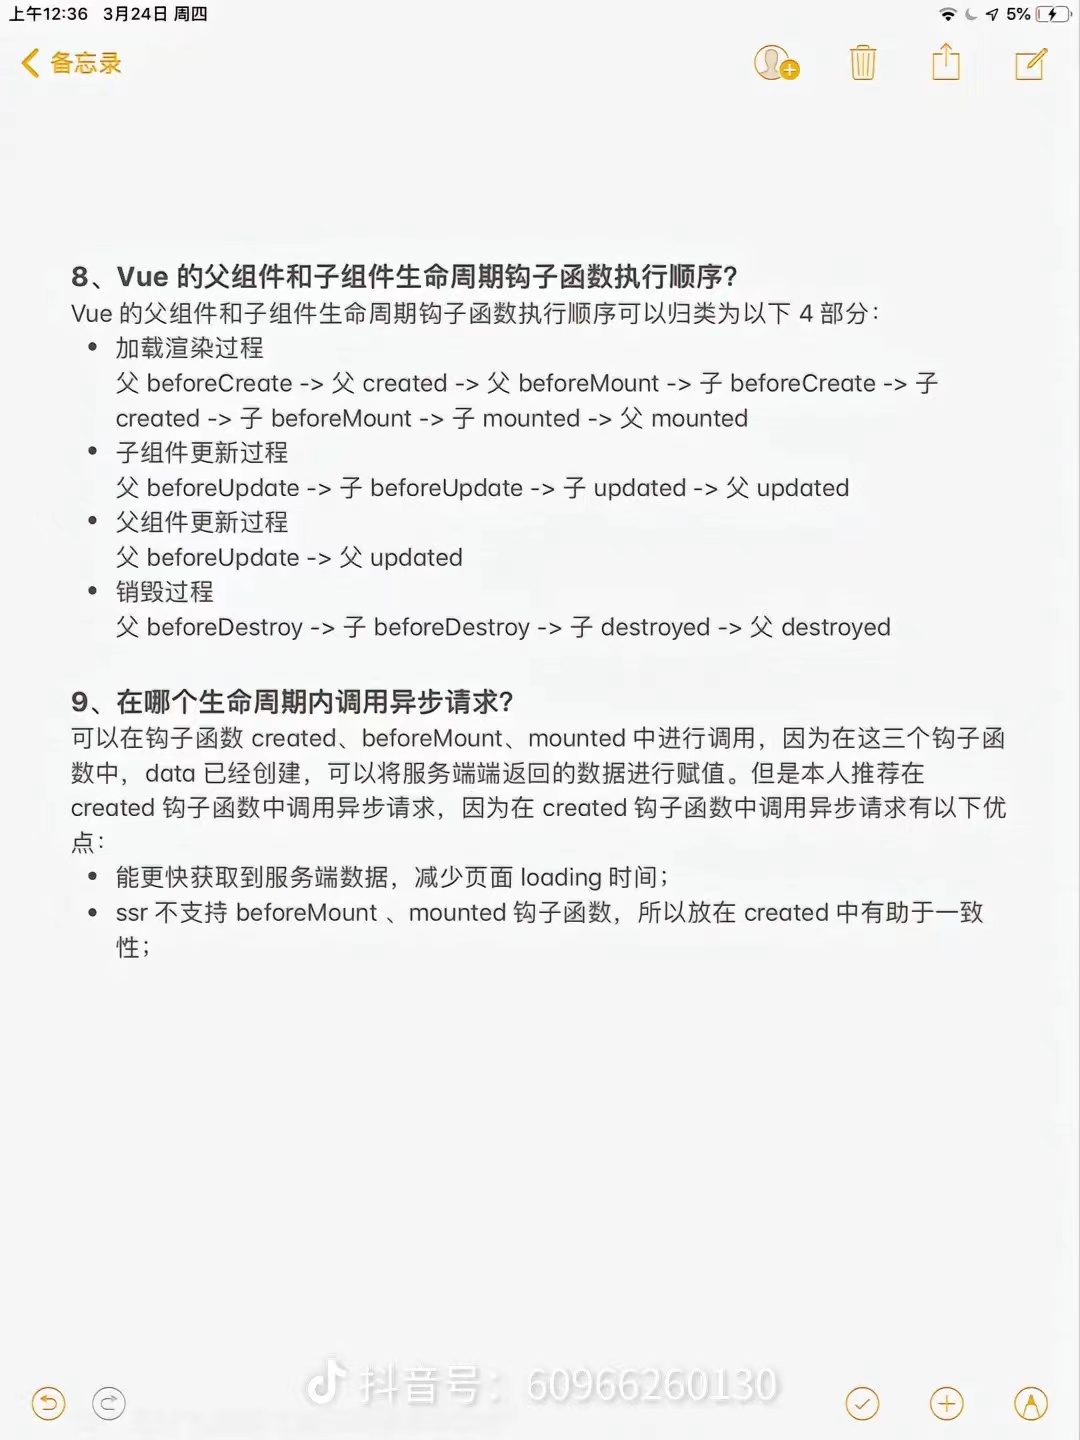 上午12:36 3月24日 周四
5%
备忘录
8、Vue 的父组件和子组件生命周期钩子函数执行顺序?
Vue 的父组件和子组件生命周期钩子函数执行顺序可以归类为以下 4 部分：
• 加载渲染过程
父 beforeCreate -> 父 created -> 父 beforeMount -> 子 beforeCreate -> 子
created -> 子 beforeMount -> 子 mounted -> 父 mounted
• 子组件更新过程
父 beforeUpdate -> 子 beforeUpdate -> 子 updated -> 父 updated
• 父组件更新过程
父 beforeUpdate -> 父 updated
• 销毁过程
父 beforeDestroy -> 子 beforeDestroy -> 子 destroyed -> 父 destroyed
9、在哪个生命周期内调用异步请求?
可以在钩子函数 created、beforeMount、mounted 中进行调用，因为在这三个钩子函
数中，data 已经创建，可以将服务端端返回的数据进行赋值。但是本人推荐在
created 钩子函数中调用异步请求，因为在 created 钩子函数中调用异步请求有以下优
点：
• 能更快获取到服务端数据，减少页面 loading 时间；
• ssr 不支持 beforeMount 、mounted 钩子函数，所以放在 created 中有助于一致
性；
抖音号：60966260130